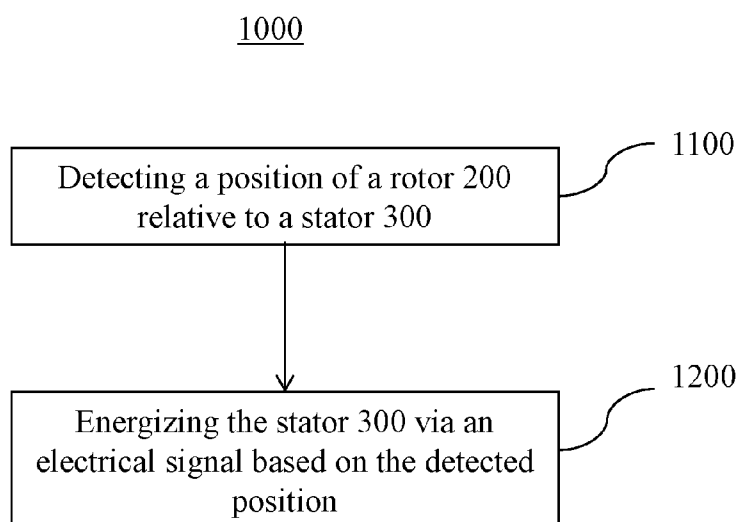 1000
1100
Detecting a position of a rotor 200
relative to a stator 300
1200
Energizing the stator 300 via an
electrical signal based on the detected
position